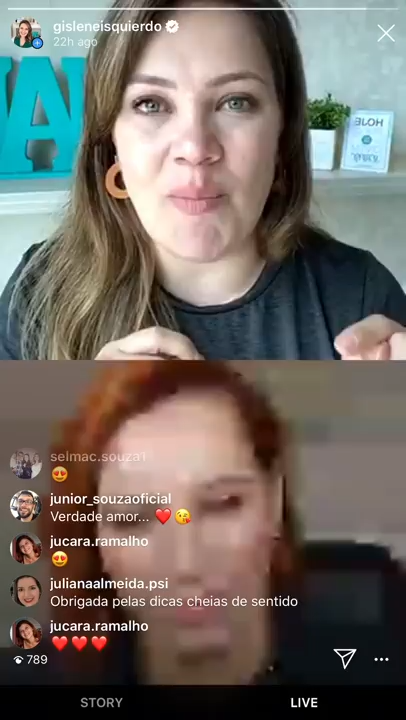 gisleneisquierdo
22h ago
HOJE
selmac.souza1
😍
junior_souzaoficial
Verdade amor... ❤️😘
jucara.ramalho
😍
julianaalmeida.psi
Obrigada pelas dicas cheias de sentido
jucara.ramalho
❤️❤️❤️
789
STORY
LIVE